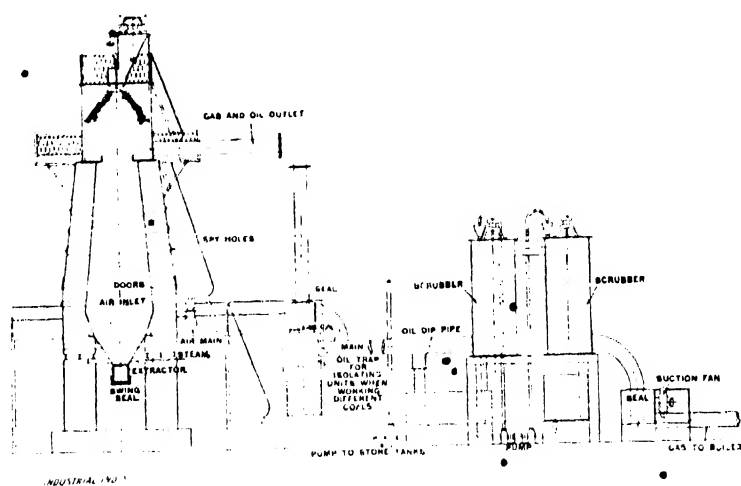 GAS AND OIL OUTLET
SPY HOLES
DOORS
AIR INLET
AIR MAIN
STEAM
EXTRACTOR
SWING
SEAL
SEAL
MAIN
OIL TRAP
FOR
ISOLATING
UNITS WHEN
WORKING
DIFFERENT
COALS
OIL DIP PIPE
PUMP TO STORE TANKS
SCRUBBER
SCRUBBER
PUMP
SEAL
SUCTION FAN
GAS TO BOILER
INDUSTRIAL IND